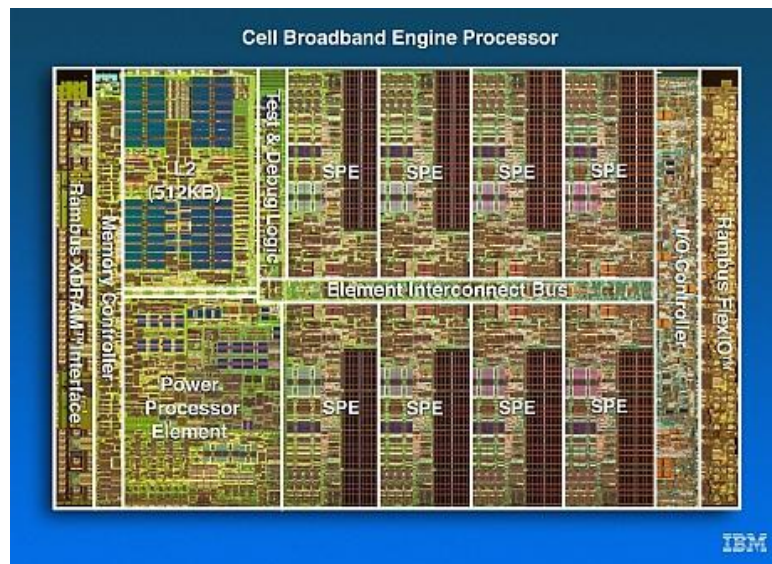 Cell Broadband Engine Processor
Rambus XDRAM™ Interface
Memory Controller
L2
(512KB)
Test & Debug Logic
SPE
SPE
SPE
SPE
I/O Controller
Rambus FlexIO™
Element Interconnect Bus
Power
Processor
Element
SPE
SPE
SPE
SPE
IBM